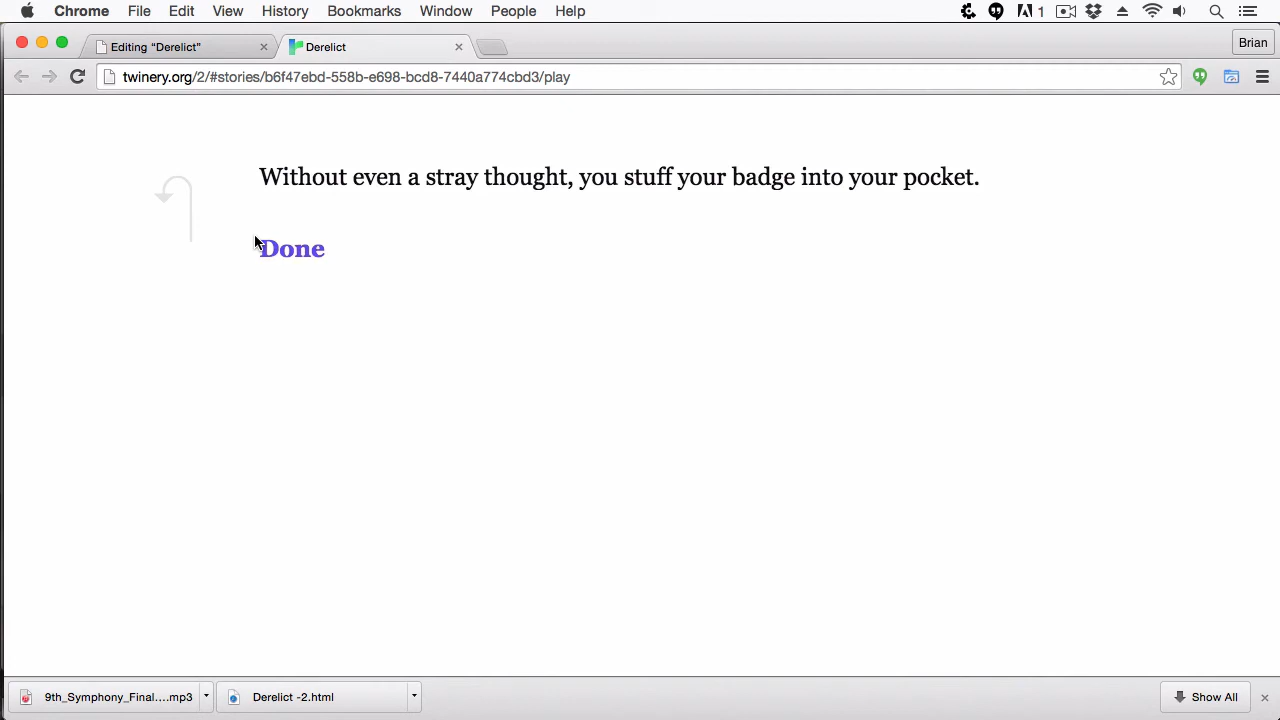 Chrome File Edit View History Bookmarks Window People Help 1
Editing "Derelict" Derelict Brian
twinery.org/2/#stories/b6f47ebd-558b-e698-bcd8-7440a774cbd3/play
Without even a stray thought, you stuff your badge into your pocket.
Done
9th_Symphony_Final....mp3 Derelict -2.html Show All